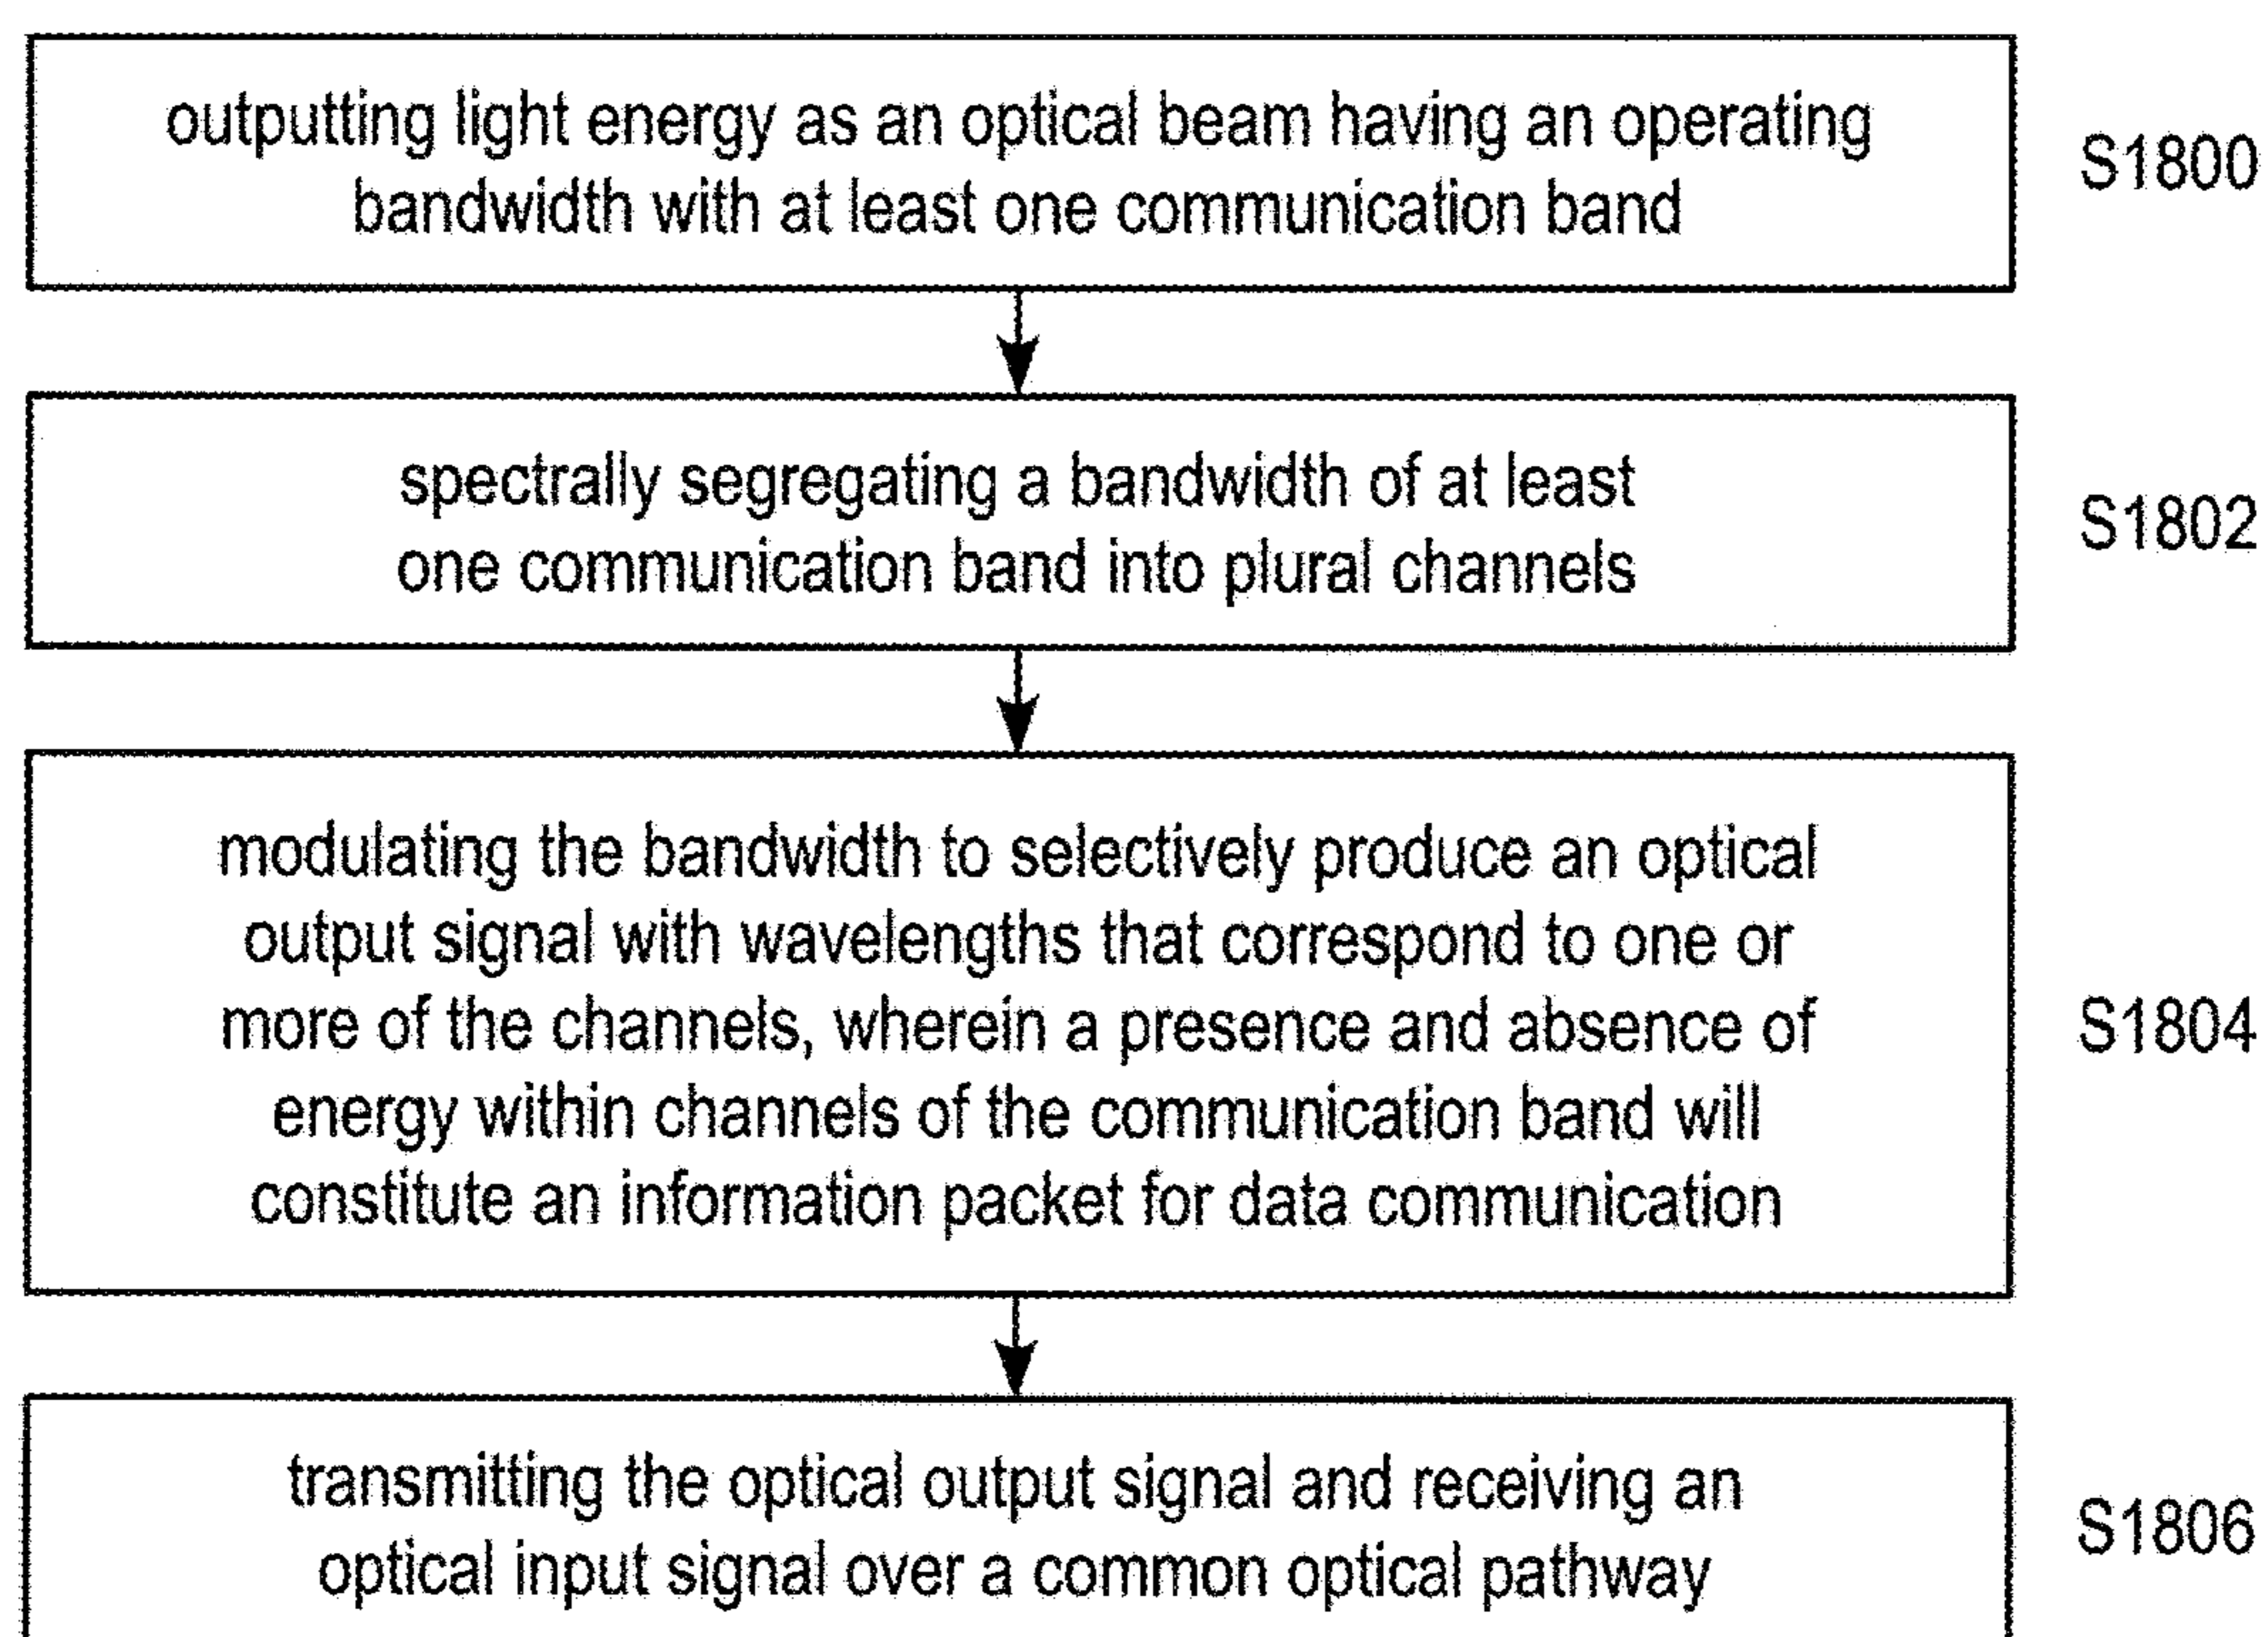 outputting light energy as an optical beam having an operating
bandwidth with at least one communication band
S1800
spectrally segregating a bandwidth of at least
one communication band into plural channels
S1802
modulating the bandwidth to selectively produce an optical
output signal with wavelengths that correspond to one or
more of the channels, wherein a presence and absence of
energy within channels of the communication band will
constitute an information packet for data communication
S1804
transmitting the optical output signal and receiving an
optical input signal over a common optical pathway
S1806